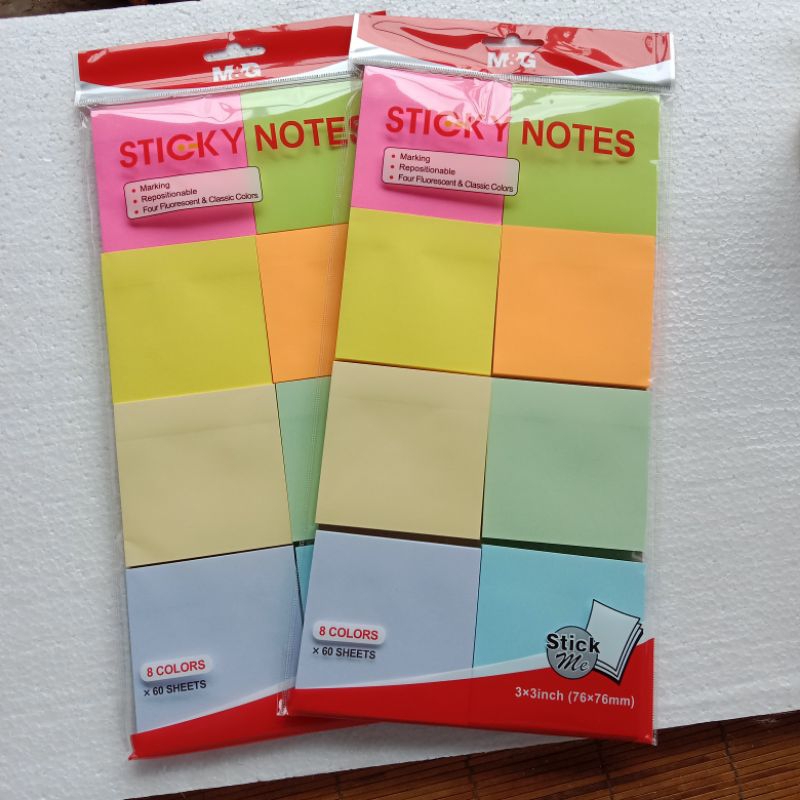 M&G
STICKY NOTES
• Marking
• Repositionable
• Four Fluorescent & Classic Colors
8 COLORS
× 60 SHEETS
M&G
STICKY NOTES
• Marking
• Repositionable
• Four Fluorescent & Classic Colors
8 COLORS
× 60 SHEETS
Stick
Me
3×3inch (76×76mm)